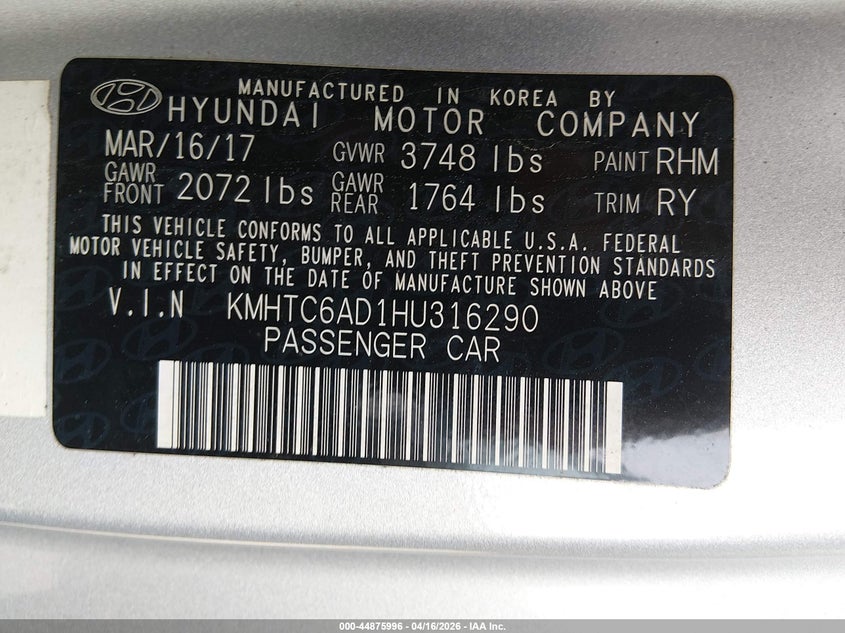 MANUFACTURED IN KOREA BY
HYUNDAI MOTOR COMPANY
MAR/16/17 GVWR 3748 lbs PAINT RHM
GAWR FRONT 2072 lbs GAWR REAR 1764 lbs TRIM RY
THIS VEHICLE CONFORMS TO ALL APPLICABLE U.S.A. FEDERAL
MOTOR VEHICLE SAFETY, BUMPER, AND THEFT PREVENTION STANDARDS
IN EFFECT ON THE DATE OF MANUFACTURE SHOWN ABOVE
V.I.N KMHTC6AD1HU316290
PASSENGER CAR
000-44875996 - 04/16/2026 - IAA Inc.